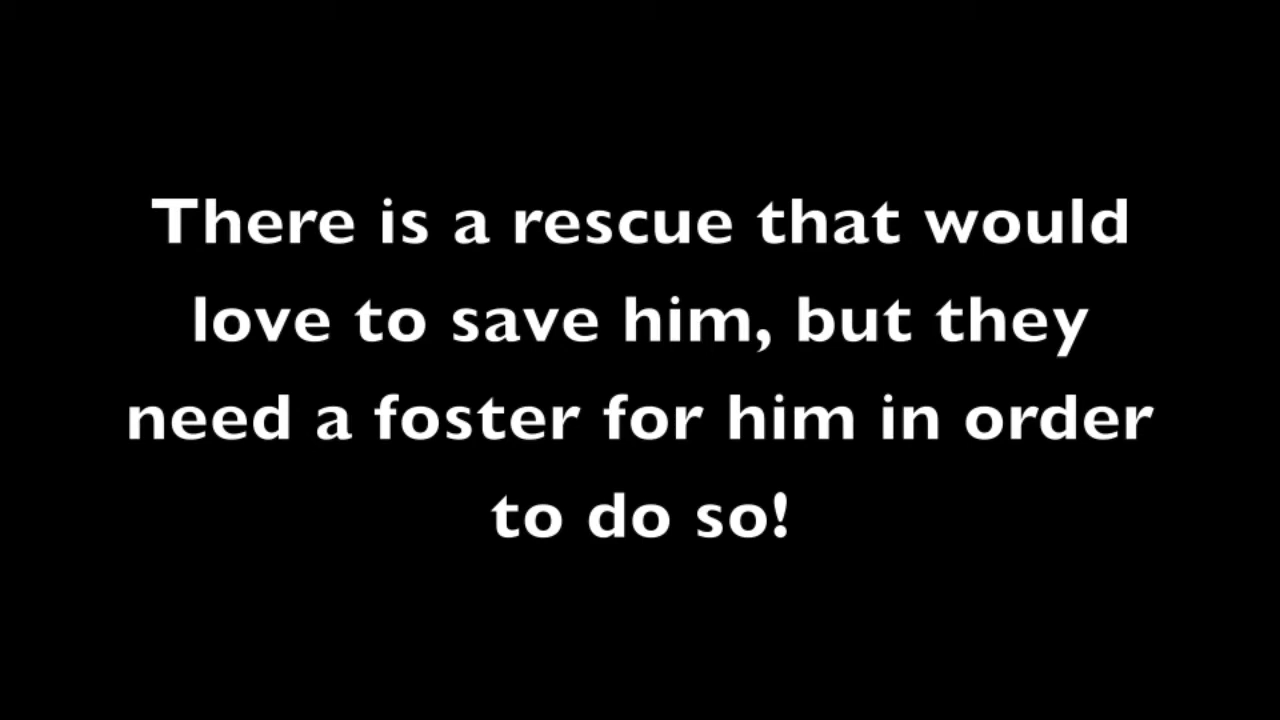 There is a rescue that would
love to save him, but they
need a foster for him in order
to do so!